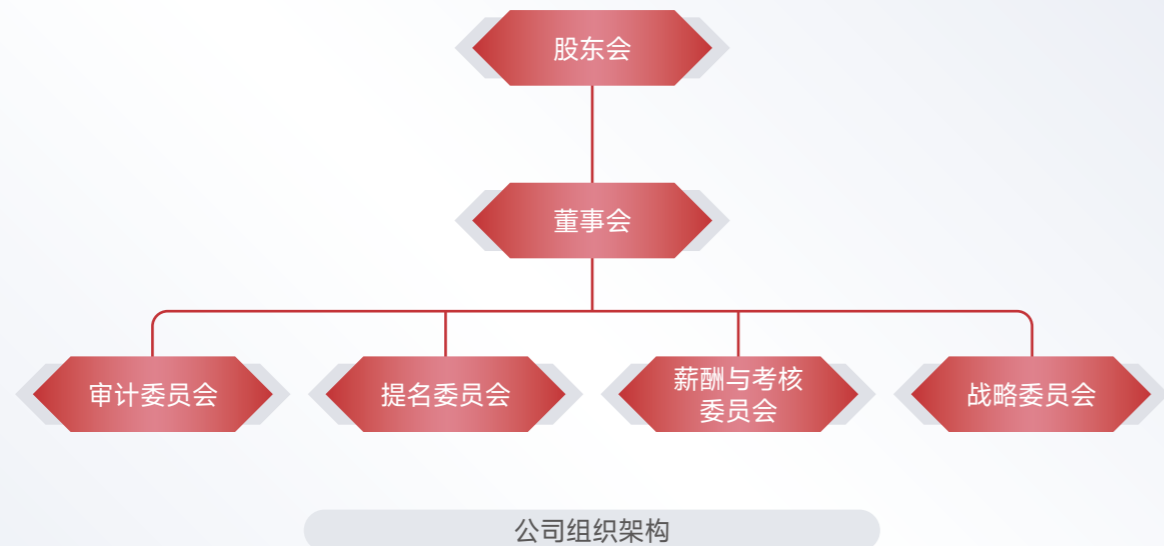 股东会
董事会
审计委员会
提名委员会
薪酬与考核
委员会
战略委员会
公司组织架构